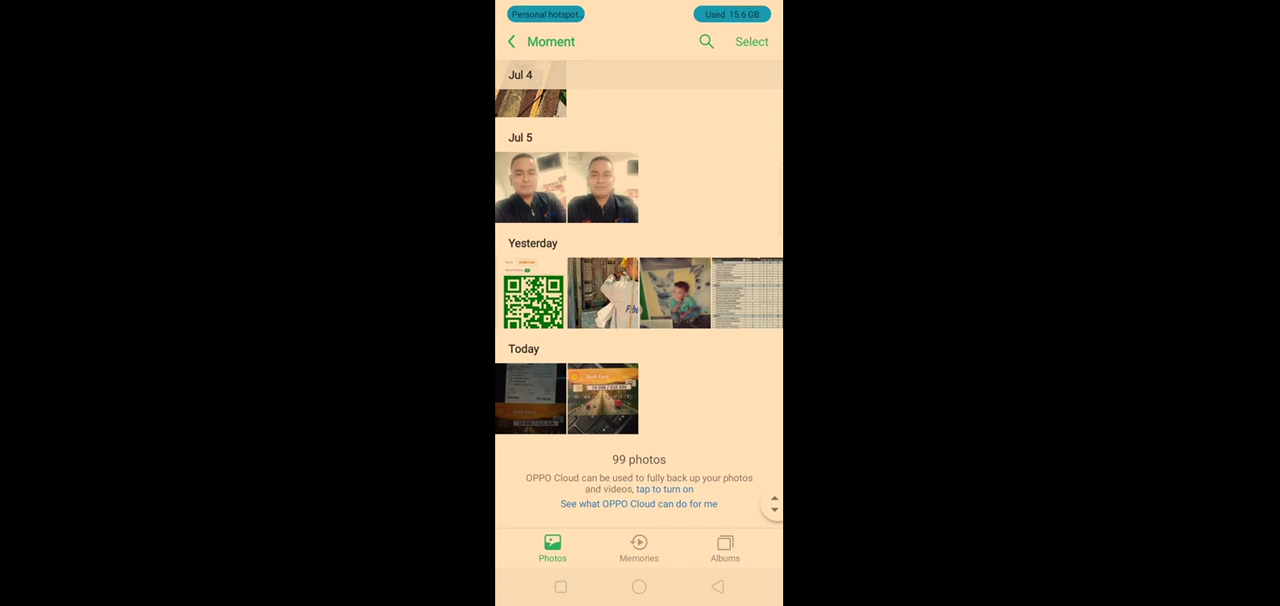 Personal hotspot..
Used 15.6 GB
Moment
Select
Jul 4
Jul 5
Yesterday
Today
99 photos
OPPO Cloud can be used to fully back up your photos
and videos, tap to turn on
See what OPPO Cloud can do for me
Photos
Memories
Albums